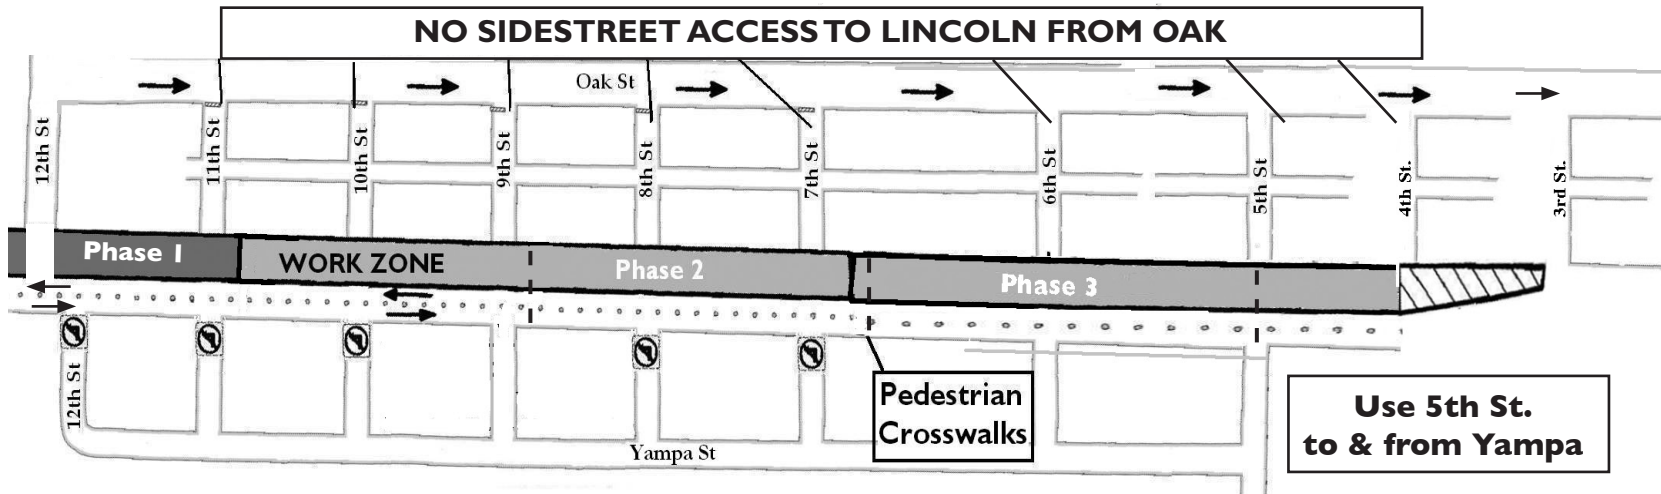 NO SIDESTREET ACCESS TO LINCOLN FROM OAK
Oak St
12th St
11th St
10th St
9th St
8th St
7th St
6th St
5th St
4th St.
3rd St.
Phase 1
WORK ZONE
Phase 2
Phase 3
12th St
Pedestrian
Crosswalks
Yampa St
Use 5th St.
to & from Yampa